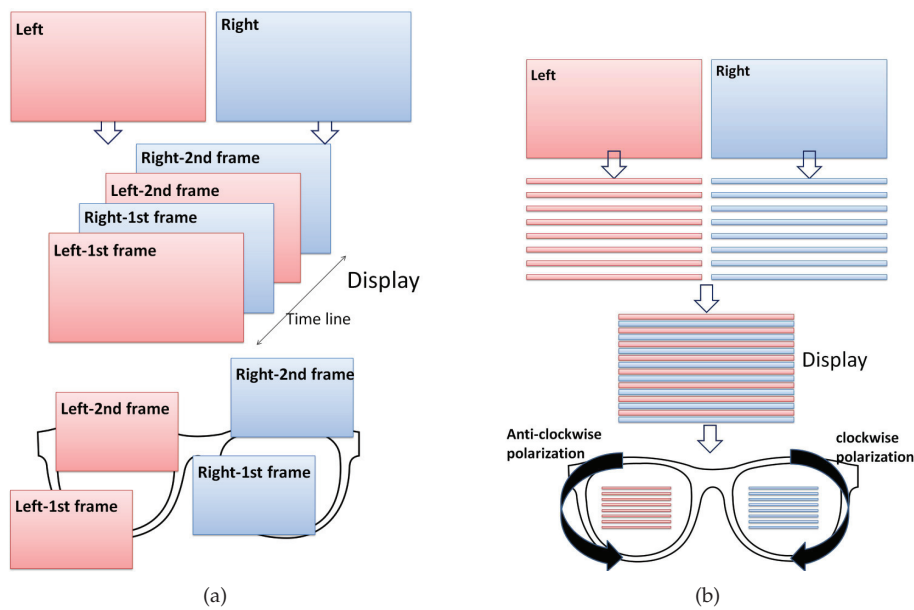 Left
Right
Right-2nd frame
Left-2nd frame
Right-1st frame
Left-1st frame
Display
Time line
Right-2nd frame
Left-2nd frame
Right-1st frame
Left-1st frame
(a)
Left
Right
Display
Anti-clockwise
polarization
clockwise
polarization
(b)